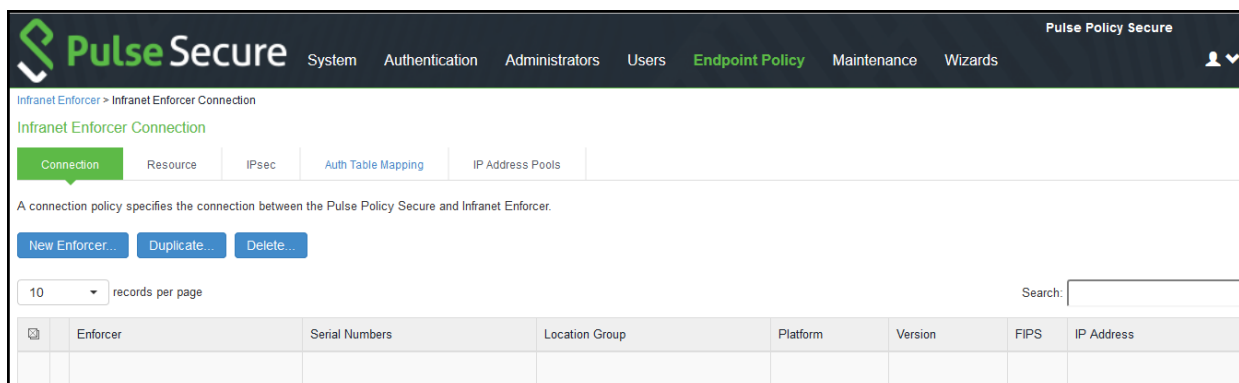 Pulse Policy Secure
Pulse Secure
System Authentication Administrators Users Endpoint Policy Maintenance Wizards
Infranet Enforcer > Infranet Enforcer Connection
Infranet Enforcer Connection
Connection Resource IPsec Auth Table Mapping IP Address Pools
A connection policy specifies the connection between the Pulse Policy Secure and Infranet Enforcer.
New Enforcer... Duplicate... Delete...
10 records per page Search:
Enforcer Serial Numbers Location Group Platform Version FIPS IP Address